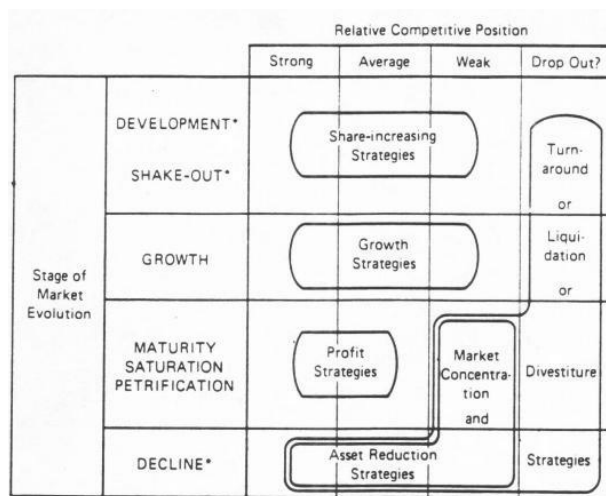 Relative Competitive Position
Strong Average Weak Drop Out?
Stage of
Market
Evolution
DEVELOPMENT*
SHAKE-OUT*
Share-increasing
Strategies
Turn-
around
or
GROWTH
Growth
Strategies
Liqui-
dation
or
MATURITY
SATURATION
PETRIFICATION
Profit
Strategies
Market
Concentra-
tion
and
Divestiture
DECLINE*
Asset Reduction
Strategies
Strategies